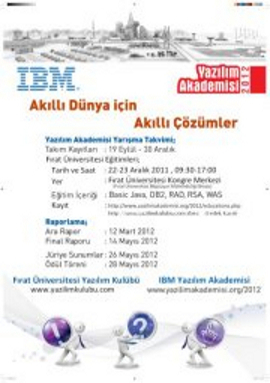 IBM
Yazılım
Akademisi
2012
Akıllı Dünya için
Akıllı Çözümler
Yazılım Akademisi Yarışma Takvimi;
Takım Kayıtları : 19 Eylül - 30 Aralık
Fırat Üniversitesi Eğitimleri;
Tarih ve Saat : 22-23 Aralık 2011 , 09:30-17:00
Yer : Fırat Üniversitesi Kongre Merkezi
Eğitim İçeriği : Basic Java, DB2, RAD, RSA, WAS
Kayıt :
Raporlama;
Ara Rapor : 12 Mart 2012
Final Raporu : 14 Mayıs 2012
Jüriye Sunumlar : 26 Mayıs 2012
Ödül Töreni : 28 Mayıs 2012
Fırat Üniversitesi Yazılım Kulübü
www.yazilimkulubu.com
IBM Yazılım Akademisi
www.yazilimakademisi.org/2012